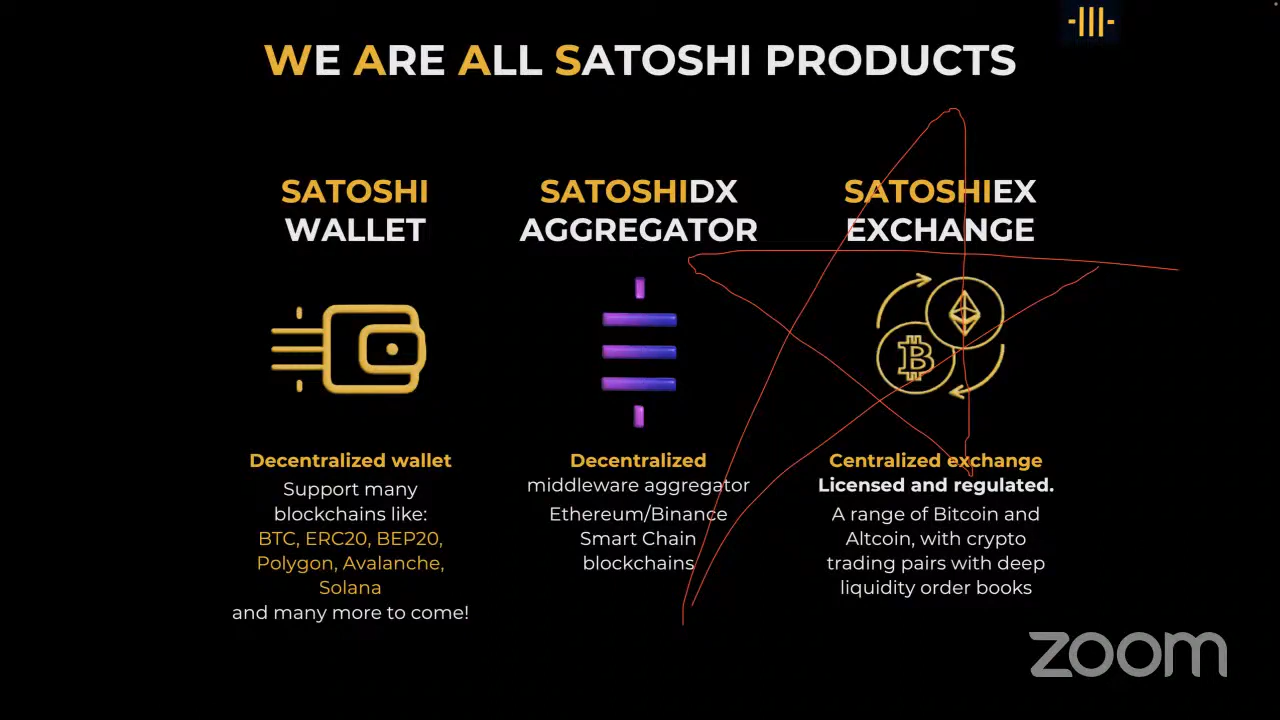 WE ARE ALL SATOSHI PRODUCTS
SATOSHI
WALLET
Decentralized wallet
Support many
blockchains like:
BTC, ERC20, BEP20,
Polygon, Avalanche,
Solana
and many more to come!
SATOSHIDX
AGGREGATOR
Decentralized
middleware aggregator
Ethereum/Binance
Smart Chain
blockchains
SATOSHIEX
EXCHANGE
Centralized exchange
Licensed and regulated.
A range of Bitcoin and
Altcoin, with crypto
trading pairs with deep
liquidity order books
zoom